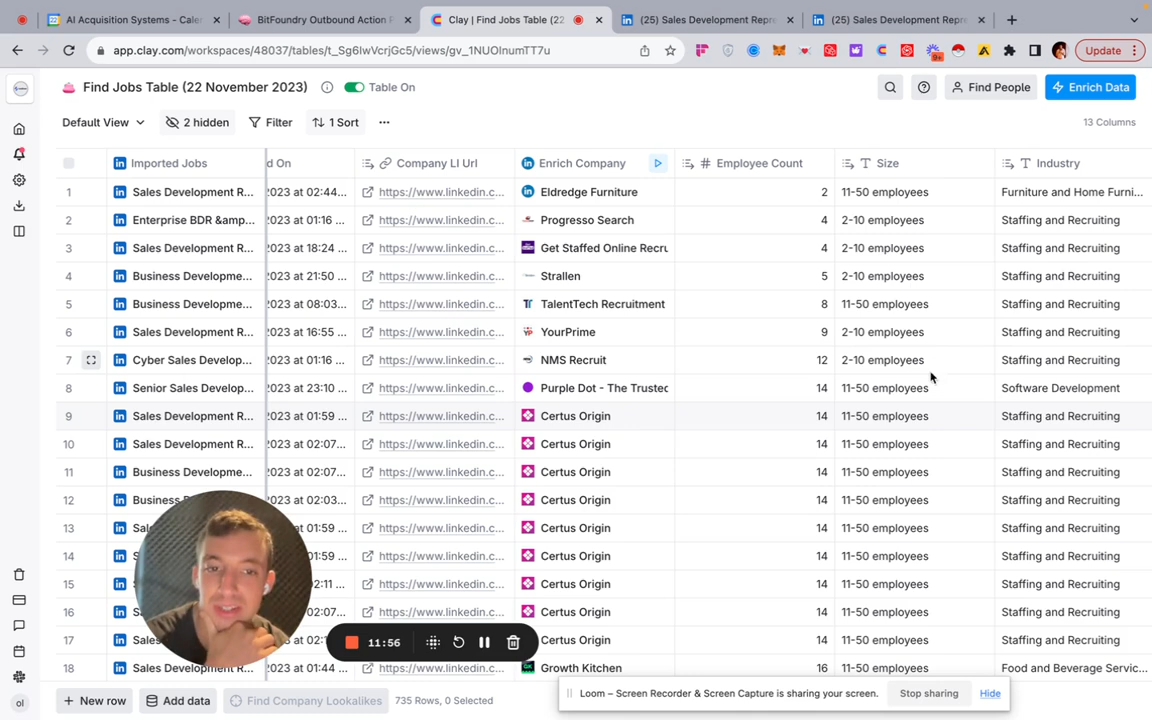 AI Acquisition Systems - Caler
BitFoundry Outbound Action F
Clay | Find Jobs Table (22
(25) Sales Development Repre
(25) Sales Development Repre
app.clay.com/workspaces/48037/tables/t_Sg6lwVcrjGc5/views/gv_1NUOlnumTT7u
9+
Update
Find Jobs Table (22 November 2023)
Table On
Find People
Enrich Data
Default View
2 hidden
Filter
1 Sort
13 Columns
Imported Jobs d On Company LI Url Enrich Company Employee Count Size Industry
1 Sales Development R... 2023 at 02:44... https://www.linkedin.c... Eldredge Furniture 2 11-50 employees Furniture and Home Furni...
2 Enterprise BDR &amp... 2023 at 01:16 ... https://www.linkedin.c... Progresso Search 4 2-10 employees Staffing and Recruiting
3 Sales Development R... 2023 at 18:24 ... https://www.linkedin.c... Get Staffed Online Recru 4 2-10 employees Staffing and Recruiting
4 Business Developme... 2023 at 21:50 ... https://www.linkedin.c... Strallen 5 2-10 employees Staffing and Recruiting
5 Business Developme... 2023 at 08:03... https://www.linkedin.c... TalentTech Recruitment 8 11-50 employees Staffing and Recruiting
6 Sales Development R... 2023 at 16:55 ... https://www.linkedin.c... YourPrime 9 2-10 employees Staffing and Recruiting
7 Cyber Sales Develop... 2023 at 01:16 ... https://www.linkedin.c... NMS Recruit 12 2-10 employees Staffing and Recruiting
8 Senior Sales Develop... 2023 at 23:10 ... https://www.linkedin.c... Purple Dot - The Trusted 14 11-50 employees Software Development
9 Sales Development R... 2023 at 01:59 ... https://www.linkedin.c... Certus Origin 14 11-50 employees Staffing and Recruiting
10 Sales Development R... 2023 at 02:07... https://www.linkedin.c... Certus Origin 14 11-50 employees Staffing and Recruiting
11 Business Developme... 2023 at 02:07... https://www.linkedin.c... Certus Origin 14 11-50 employees Staffing and Recruiting
12 Business 2023 at 02:03... https://www.linkedin.c... Certus Origin 14 11-50 employees Staffing and Recruiting
13 Sal 2023 at 01:59 ... https://www.linkedin.c... Certus Origin 14 11-50 employees Staffing and Recruiting
14 01:59 ... https://www.linkedin.c... Certus Origin 14 11-50 employees Staffing and Recruiting
15 02:11 ... https://www.linkedin.c... Certus Origin 14 11-50 employees Staffing and Recruiting
16 02:07... https://www.linkedin.c... Certus Origin 14 11-50 employees Staffing and Recruiting
17 Sales 02: https://www.linkedin.c... Certus Origin 14 11-50 employees Staffing and Recruiting
18 Sales Development R... 2023 at 01:44 ... https://www.linkedin.c... Growth Kitchen 16 11-50 employees Food and Beverage Servic...
11:56
ol
New row
Add data
Find Company Lookalikes
735 Rows, 0 Selected
Loom – Screen Recorder & Screen Capture is sharing your screen.
Stop sharing
Hide